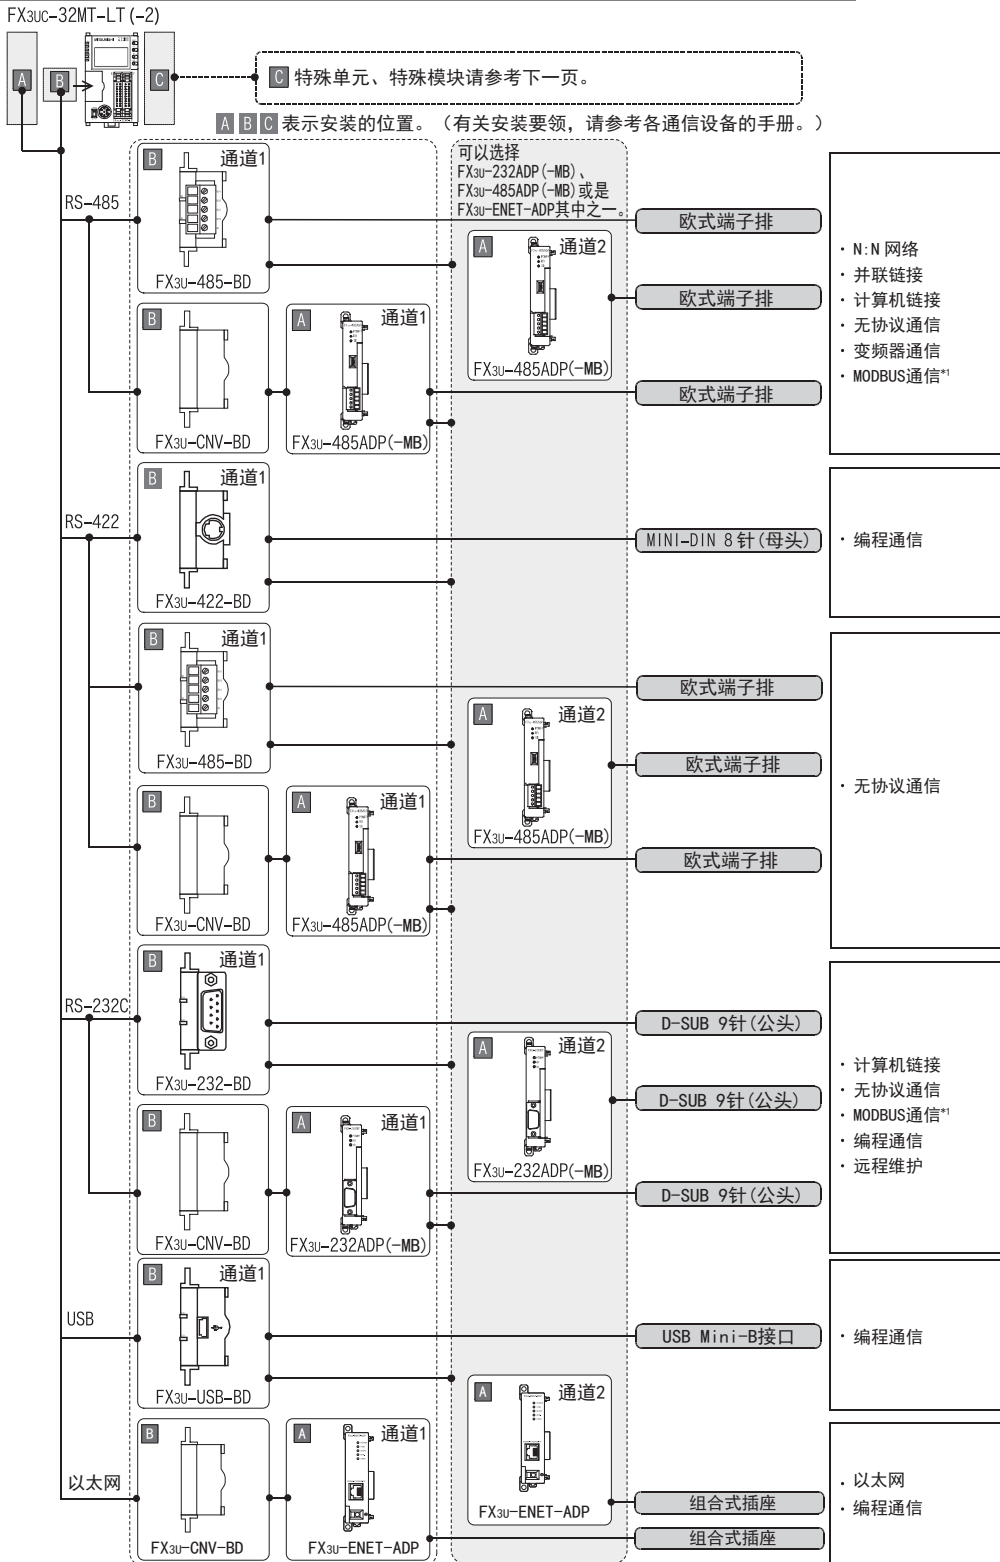 FX3UC-32MT-LT(-2)
A
B
C
C 特殊单元、特殊模块请参考下一页。
A B C 表示安装的位置。（有关安装要领，请参考各通信设备的手册。）
可以选择
FX3U-232ADP(-MB)、
FX3U-485ADP(-MB)或是
FX3U-ENET-ADP其中之一。
RS-485
B 通道1
FX3U-485-BD
欧式端子排
A 通道2
FX3U-485ADP(-MB)
欧式端子排
B
FX3U-CNV-BD
A 通道1
FX3U-485ADP(-MB)
欧式端子排
· N:N 网络
· 并联链接
· 计算机链接
· 无协议通信
· 变频器通信
· MODBUS通信*1
RS-422
B 通道1
FX3U-422-BD
MINI-DIN 8针(母头)
· 编程通信
B 通道1
FX3U-485-BD
欧式端子排
A 通道2
FX3U-485ADP(-MB)
欧式端子排
B
FX3U-CNV-BD
A 通道1
FX3U-485ADP(-MB)
欧式端子排
· 无协议通信
RS-232C
B 通道1
FX3U-232-BD
D-SUB 9针(公头)
A 通道2
FX3U-232ADP(-MB)
D-SUB 9针(公头)
B
FX3U-CNV-BD
A 通道1
FX3U-232ADP(-MB)
D-SUB 9针(公头)
· 计算机链接
· 无协议通信
· MODBUS通信*1
· 编程通信
· 远程维护
USB
B 通道1
FX3U-USB-BD
USB Mini-B接口
· 编程通信
以太网
B
FX3U-CNV-BD
A 通道1
FX3U-ENET-ADP
A 通道2
FX3U-ENET-ADP
组合式插座
组合式插座
· 以太网
· 编程通信